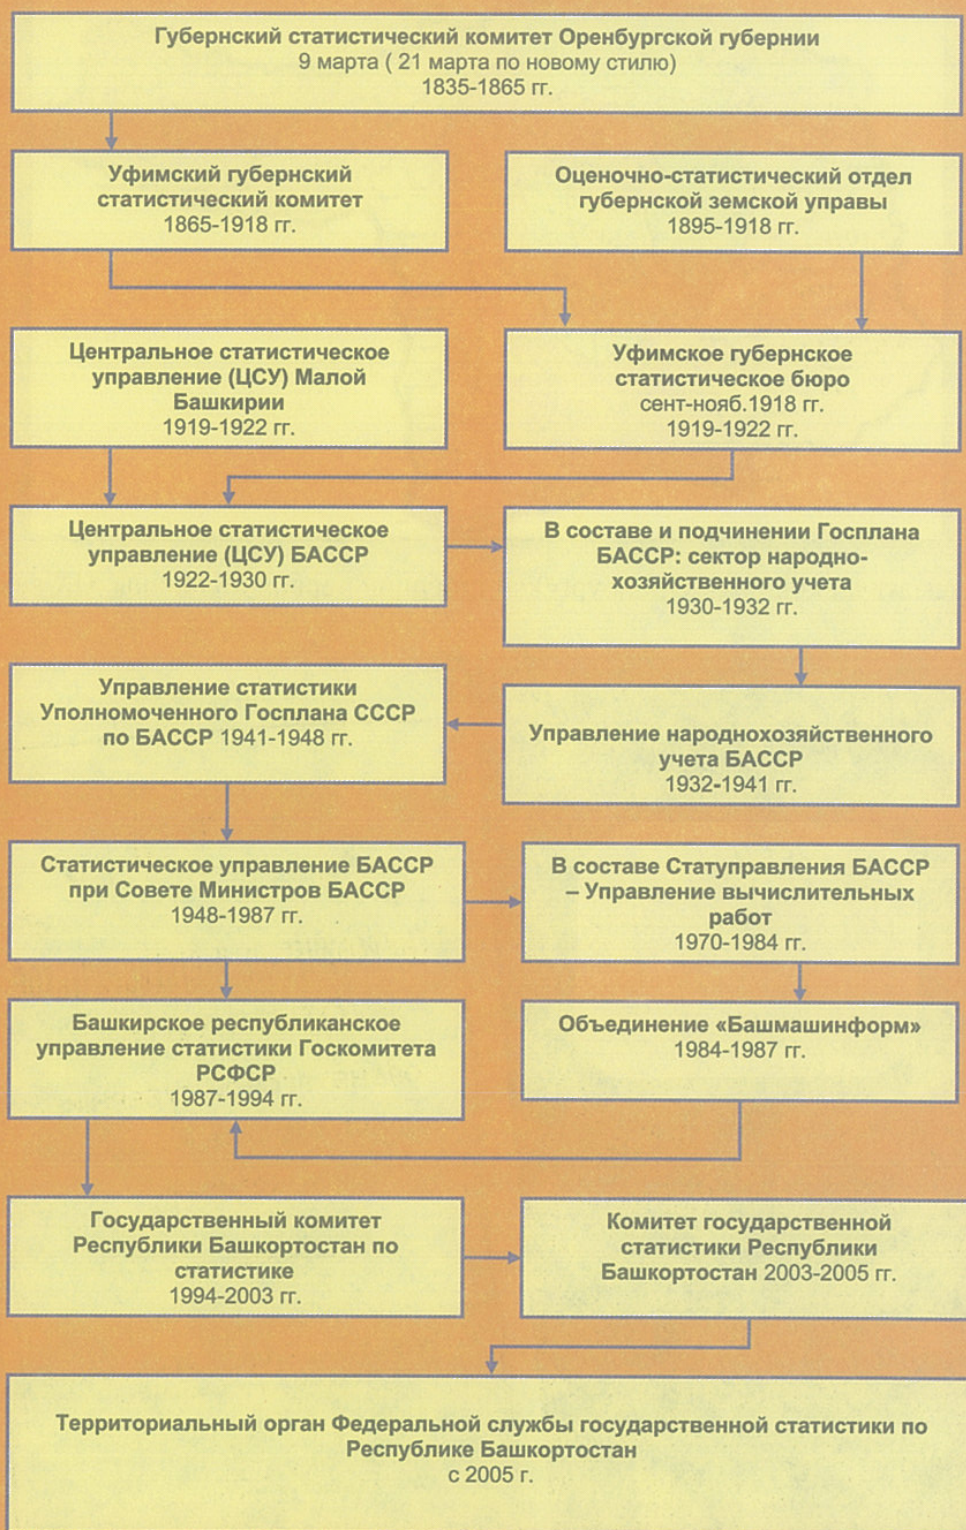 Губернский статистический комитет Оренбургской губернии
9 марта ( 21 марта по новому стилю)
1835-1865 гг.
Уфимский губернский
статистический комитет
1865-1918 гг.
Оценочно-статистический отдел
губернской земской управы
1895-1918 гг.
Центральное статистическое
управление (ЦСУ) Малой
Башкирии
1919-1922 гг.
Уфимское губернское
статистическое бюро
сент-нояб.1918 гг.
1919-1922 гг.
Центральное статистическое
управление (ЦСУ) БАССР
1922-1930 гг.
В составе и подчинении Госплана
БАССР: сектор народно-
хозяйственного учета
1930-1932 гг.
Управление статистики
Уполномоченного Госплана СССР
по БАССР 1941-1948 гг.
Управление народнохозяйственного
учета БАССР
1932-1941 гг.
Статистическое управление БАССР
при Совете Министров БАССР
1948-1987 гг.
В составе Статуправления БАССР
– Управление вычислительных
работ
1970-1984 гг.
Башкирское республиканское
управление статистики Госкомитета
РСФСР
1987-1994 гг.
Объединение «Башмашинформ»
1984-1987 гг.
Государственный комитет
Республики Башкортостан по
статистике
1994-2003 гг.
Комитет государственной
статистики Республики
Башкортостан 2003-2005 гг.
Территориальный орган Федеральной службы государственной статистики по
Республике Башкортостан
с 2005 г.